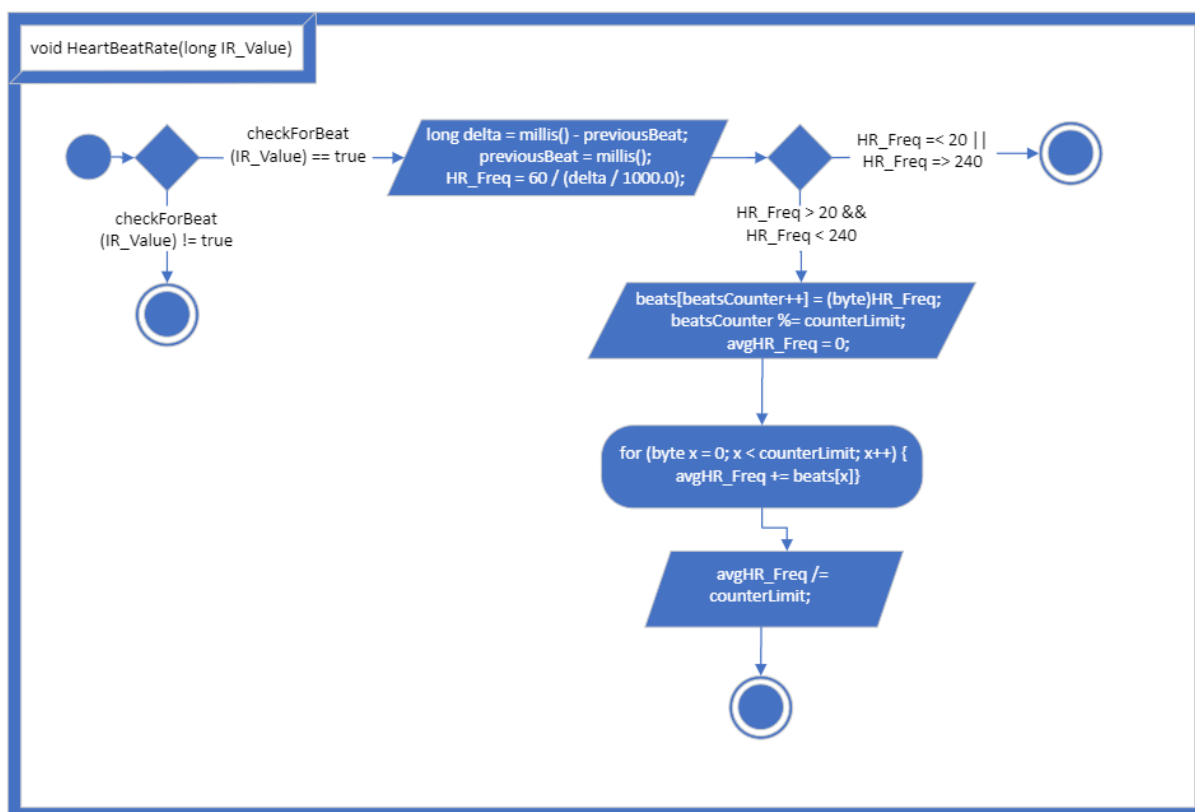 void HeartBeatRate(long IR_Value)
checkForBeat
(IR_Value) == true
long delta = millis() - previousBeat;
previousBeat = millis();
HR_Freq = 60 / (delta / 1000.0);
HR_Freq =< 20 ||
HR_Freq => 240
checkForBeat
(IR_Value) != true
HR_Freq > 20 &&
HR_Freq < 240
beats[beatsCounter++] = (byte)HR_Freq;
beatsCounter %= counterLimit;
avgHR_Freq = 0;
for (byte x = 0; x < counterLimit; x++) {
avgHR_Freq += beats[x]}
avgHR_Freq /=
counterLimit;